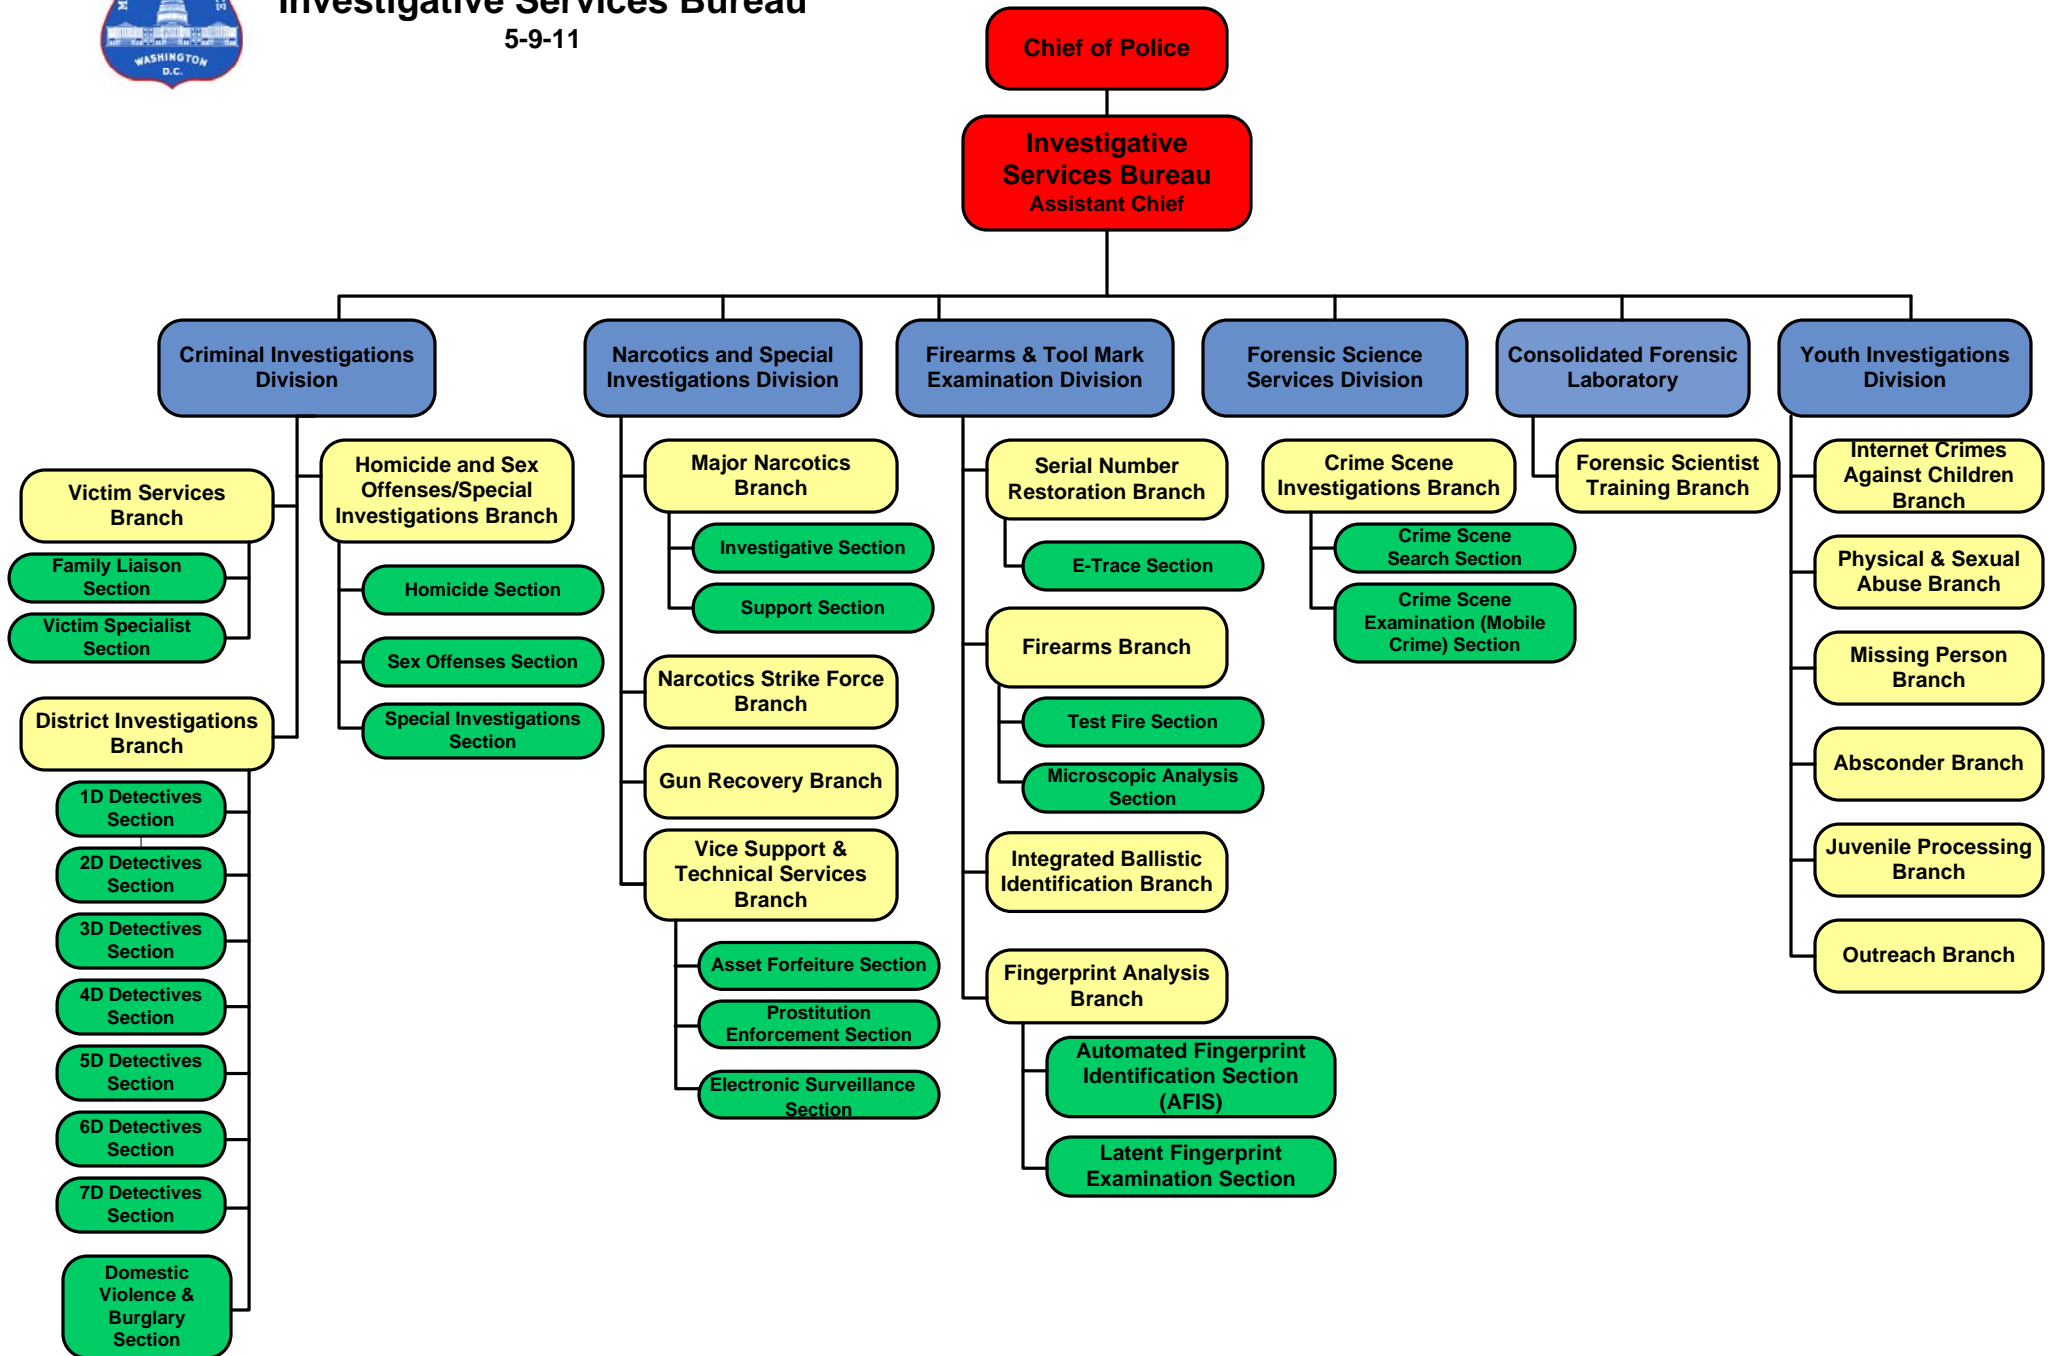 Investigative Services Bureau
5-9-11
WASHINGTON
D.C.
Chief of Police
Investigative
Services Bureau
Assistant Chief
Criminal Investigations
Division
Victim Services
Branch
Family Liaison
Section
Victim Specialist
Section
District Investigations
Branch
1D Detectives
Section
2D Detectives
Section
3D Detectives
Section
4D Detectives
Section
5D Detectives
Section
6D Detectives
Section
7D Detectives
Section
Domestic
Violence &
Burglary
Section
Homicide and Sex
Offenses/Special
Investigations Branch
Homicide Section
Sex Offenses Section
Special Investigations
Section
Narcotics and Special
Investigations Division
Major Narcotics
Branch
Investigative Section
Support Section
Narcotics Strike Force
Branch
Gun Recovery Branch
Vice Support &
Technical Services
Branch
Asset Forfeiture Section
Prostitution
Enforcement Section
Electronic Surveillance
Section
Firearms & Tool Mark
Examination Division
Serial Number
Restoration Branch
E-Trace Section
Firearms Branch
Test Fire Section
Microscopic Analysis
Section
Integrated Ballistic
Identification Branch
Fingerprint Analysis
Branch
Automated Fingerprint
Identification Section
(AFIS)
Latent Fingerprint
Examination Section
Forensic Science
Services Division
Crime Scene
Investigations Branch
Crime Scene
Search Section
Crime Scene
Examination (Mobile
Crime) Section
Consolidated Forensic
Laboratory
Forensic Scientist
Training Branch
Youth Investigations
Division
Internet Crimes
Against Children
Branch
Physical & Sexual
Abuse Branch
Missing Person
Branch
Absconder Branch
Juvenile Processing
Branch
Outreach Branch